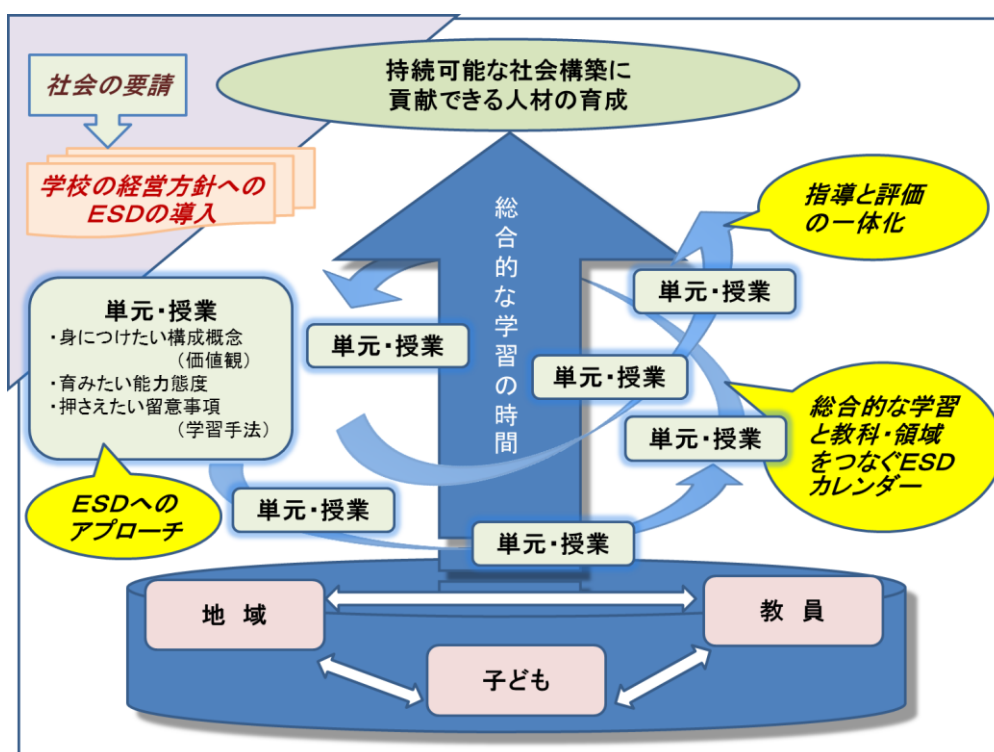 社会の要請
学校の経営方針への
ESDの導入
持続可能な社会構築に
貢献できる人材の育成
総合的な学習の時間
指導と評価
の一体化
単元・授業
・身につけたい構成概念
(価値観)
・育みたい能力態度
・押さえたい留意事項
(学習手法)
単元・授業
単元・授業
単元・授業
単元・授業
総合的な学習
と教科・領域
をつなぐESD
カレンダー
ESDへの
アプローチ
単元・授業
単元・授業
地 域
教 員
子ども